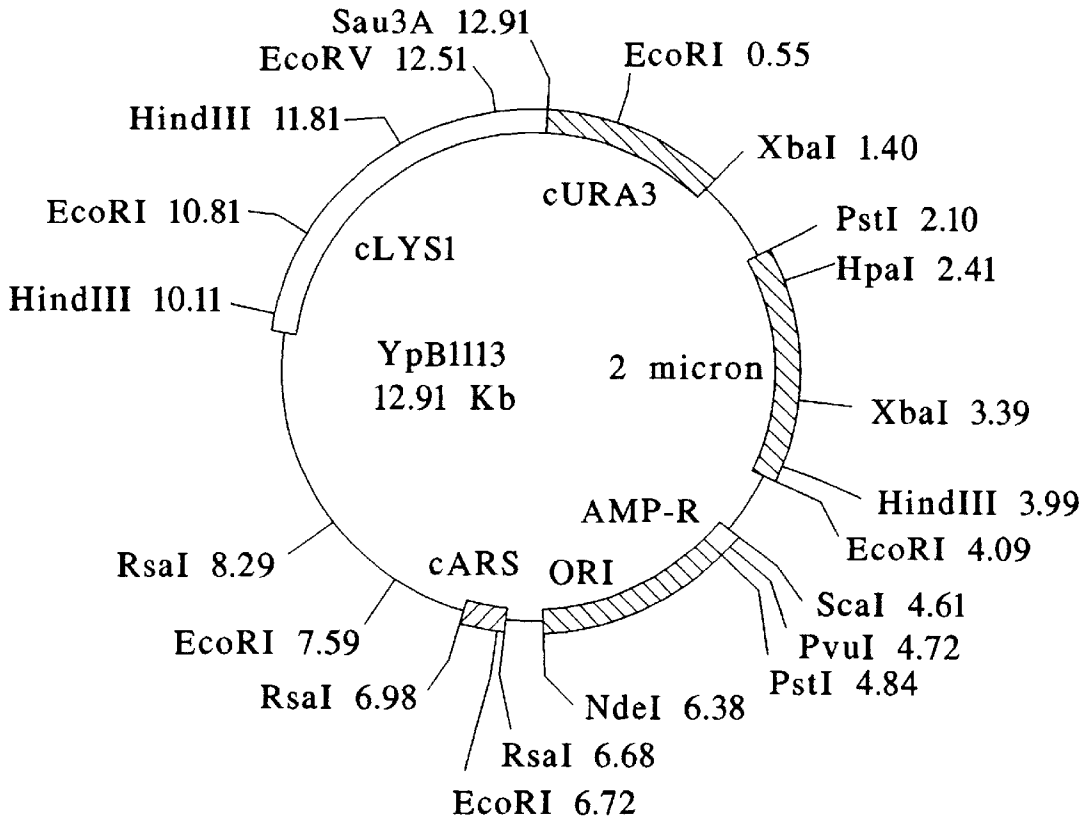 Sau3A 12.91
EcoRV 12.51
EcoRI 0.55
HindIII 11.81
XbaI 1.40
cURA3
EcoRI 10.81
cLYS1
PstI 2.10
HpaI 2.41
HindIII 10.11
YpB1113
12.91 Kb
2 micron
XbaI 3.39
HindIII 3.99
AMP-R
EcoRI 4.09
RsaI 8.29
cARS
ORI
ScaI 4.61
EcoRI 7.59
PvuI 4.72
PstI 4.84
RsaI 6.98
NdeI 6.38
RsaI 6.68
EcoRI 6.72